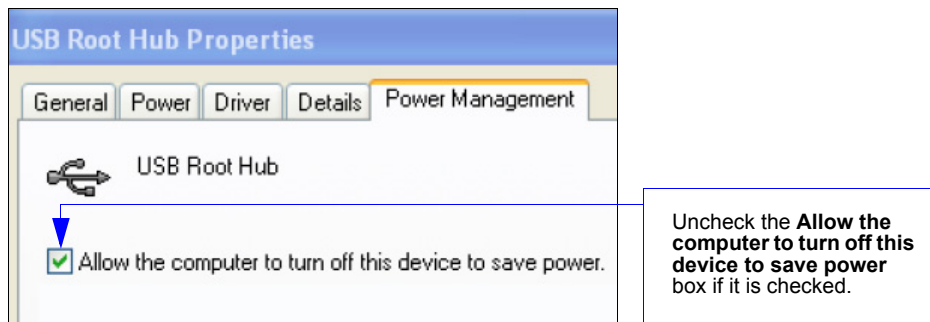 USB Root Hub Properties
General Power Driver Details Power Management
USB Root Hub
Allow the computer to turn off this device to save power.
Uncheck the Allow the
computer to turn off this
device to save power
box if it is checked.